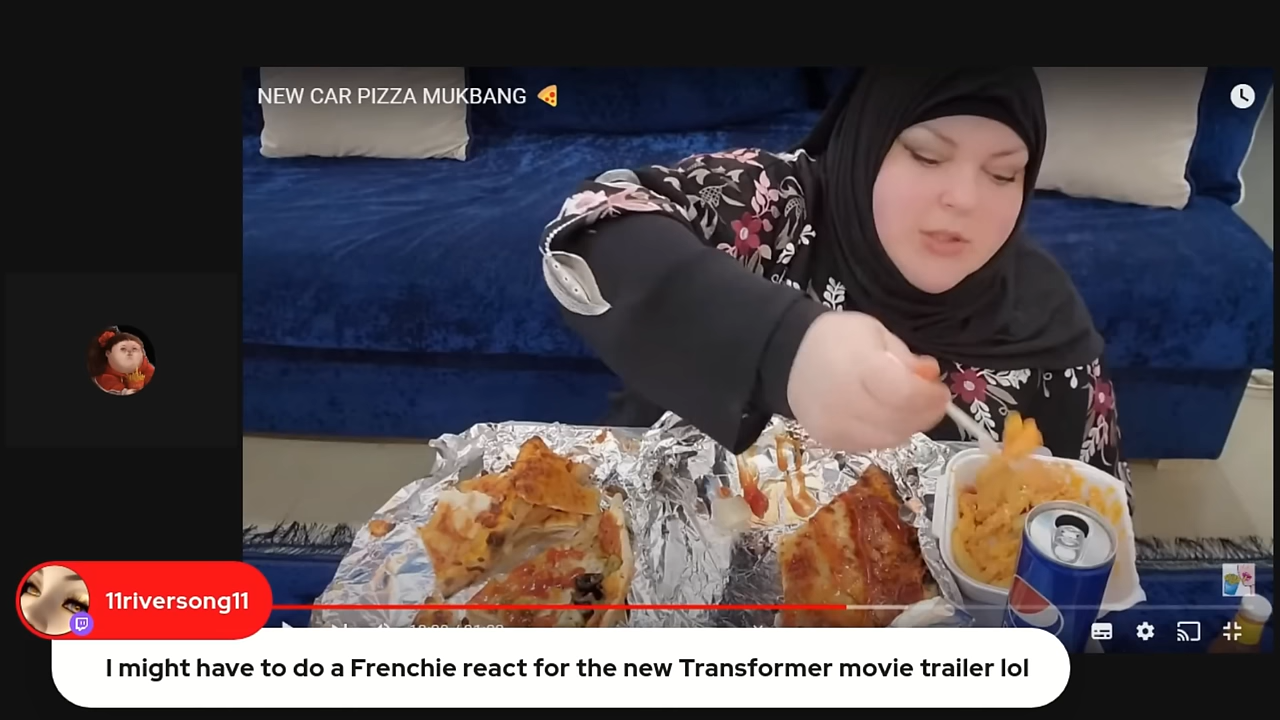 NEW CAR PIZZA MUKBANG
11riversong11
I might have to do a Frenchie react for the new Transformer movie trailer lol